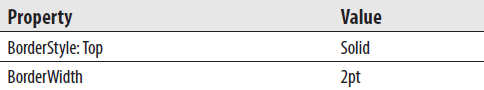 Property Value
BorderStyle: Top Solid
BorderWidth 2pt